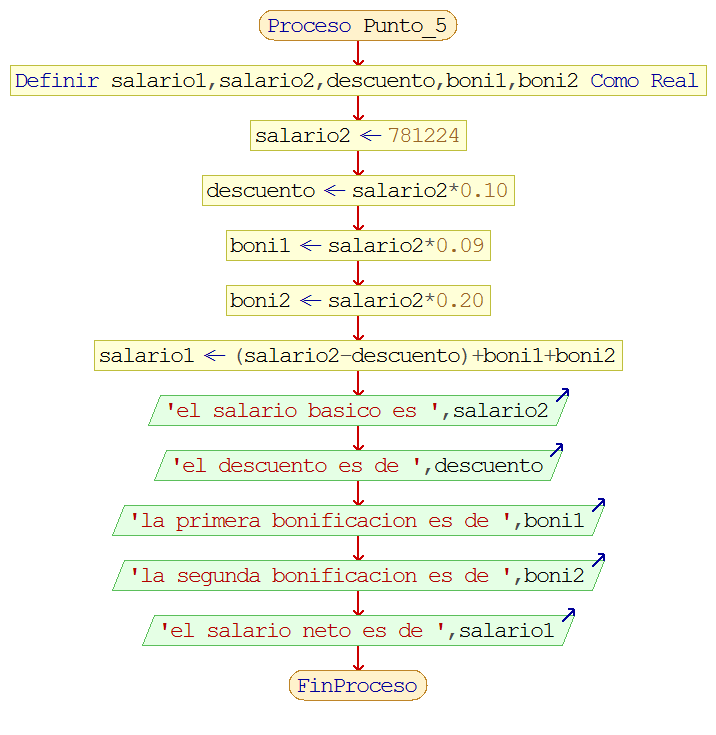 Proceso Punto_5
Definir salario1,salario2,descuento,boni1,boni2 Como Real
salario2 ← 781224
descuento ← salario2*0.10
boni1 ← salario2*0.09
boni2 ← salario2*0.20
salario1 ← (salario2-descuento)+boni1+boni2
'el salario basico es ',salario2
'el descuento es de ',descuento
'la primera bonificacion es de ',boni1
'la segunda bonificacion es de ',boni2
'el salario neto es de ',salario1
FinProceso